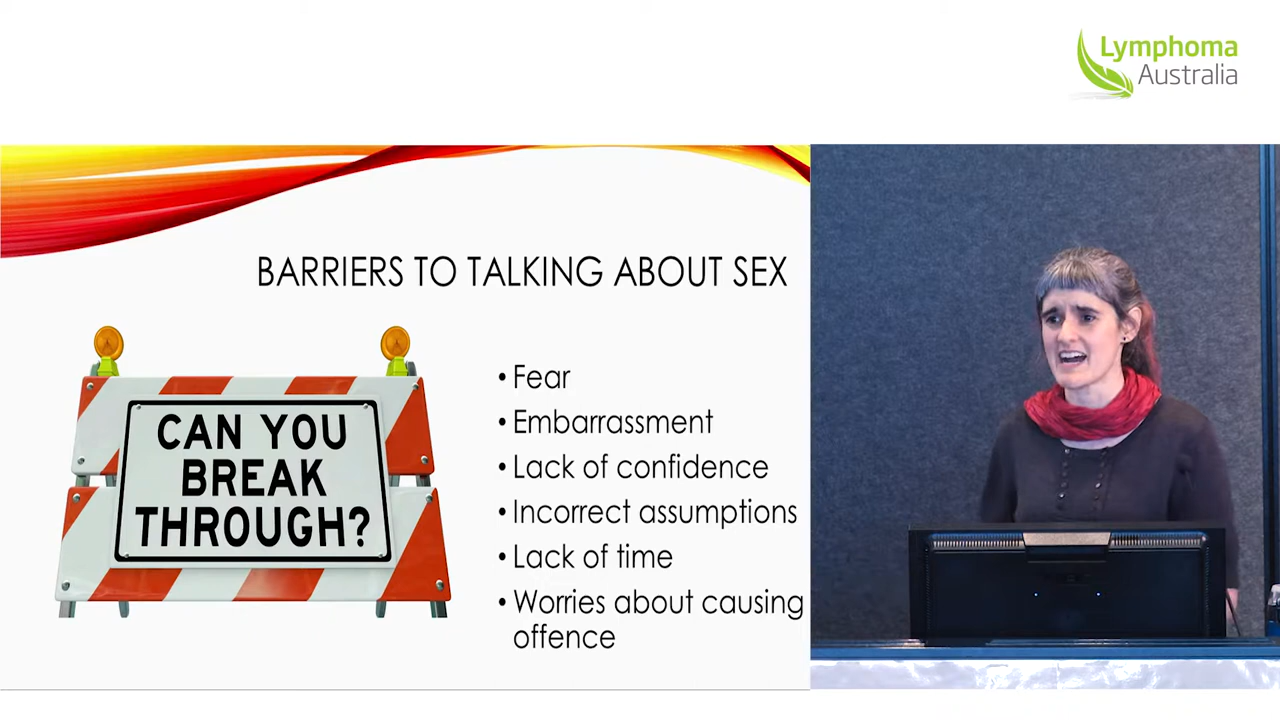 Lymphoma
Australia
BARRIERS TO TALKING ABOUT SEX
CAN YOU
BREAK
THROUGH?
• Fear
• Embarrassment
• Lack of confidence
• Incorrect assumptions
• Lack of time
• Worries about causing
offence